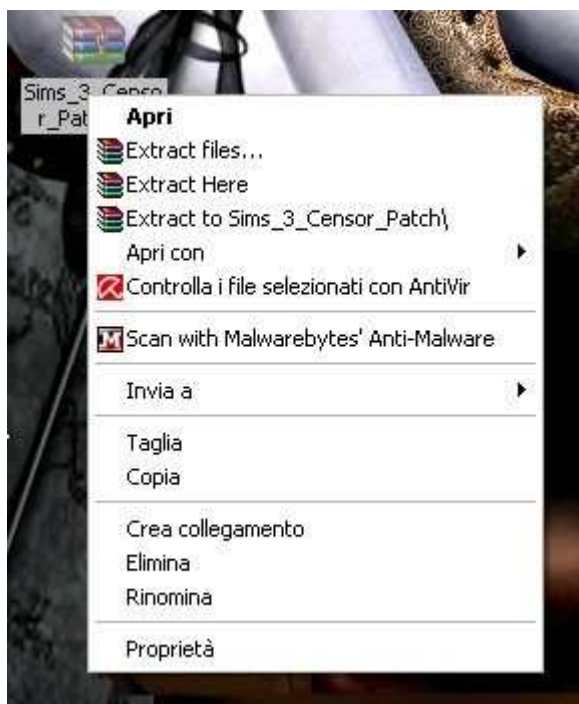 Sims_3_Censo
r_Pat
Apri
Extract files...
Extract Here
Extract to Sims_3_Censor_Patch\
Apri con
Controlla i file selezionati con AntiVir
Scan with Malwarebytes' Anti-Malware
Invia a
Taglia
Copia
Crea collegamento
Elimina
Rinomina
Proprietà